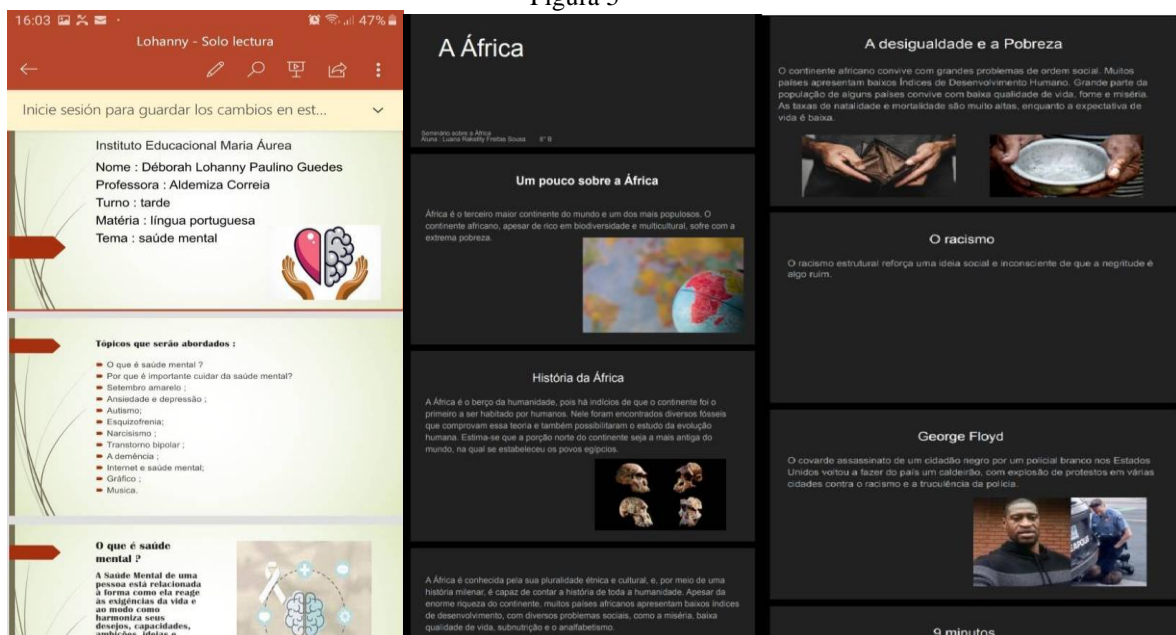 Figura 5
16:03
47%
Lohanny - Solo lectura
Inicie sesión para guardar los cambios en est...
Instituto Educacional Maria Áurea
Nome : Déborah Lohanny Paulino Guedes
Professora : Aldemiza Correia
Turno : tarde
Matéria : língua portuguesa
Tema : saúde mental
Tópicos que serão abordados :
O que é saúde mental ?
Por que é importante cuidar da saúde mental?
Setembro amarelo ;
Ansiedade e depressão ;
Autismo;
Esquizofrenia;
Narcisismo ;
Transtorno bipolar ;
A demência ;
Internet e saúde mental;
Gráfico ;
Musica.
O que é saúde
mental ?
A Saúde Mental de uma
pessoa está relacionada
à forma como ela reage
às exigências da vida e
ao modo como
harmoniza seus
desejos, capacidades,
ambições, ideias e
A África
Seminário sobre a África
Aluna : Luana Rakelly Freitas Sousa 8° B
Um pouco sobre a África
África é o terceiro maior continente do mundo e um dos mais populosos. O
continente africano, apesar de rico em biodiversidade e multicultural, sofre com a
extrema pobreza.
História da África
A África é o berço da humanidade, pois há indícios de que o continente foi o
primeiro a ser habitado por humanos. Nele foram encontrados diversos fósseis
que comprovam essa teoria e também possibilitaram o estudo da evolução
humana. Estima-se que a porção norte do continente seja a mais antiga do
mundo, na qual se estabeleceu os povos egípcios.
A África é conhecida pela sua pluralidade étnica e cultural, e, por meio de uma
história milenar, é capaz de contar a história de toda a humanidade. Apesar da
enorme riqueza do continente, muitos países africanos apresentam baixos índices
de desenvolvimento, com diversos problemas sociais, como a miséria, baixa
qualidade de vida, subnutrição e o analfabetismo.
A desigualdade e a Pobreza
O continente africano convive com grandes problemas de ordem social. Muitos
países apresentam baixos Índices de Desenvolvimento Humano. Grande parte da
população de alguns países convive com baixa qualidade de vida, fome e miséria.
As taxas de natalidade e mortalidade são muito altas, enquanto a expectativa de
vida é baixa.
O racismo
O racismo estrutural reforça uma ideia social e inconsciente de que a negritude é
algo ruim.
George Floyd
O covarde assassinato de um cidadão negro por um policial branco nos Estados
Unidos voltou a fazer do país um caldeirão, com explosão de protestos em várias
cidades contra o racismo e a truculência da polícia.
9 minutos